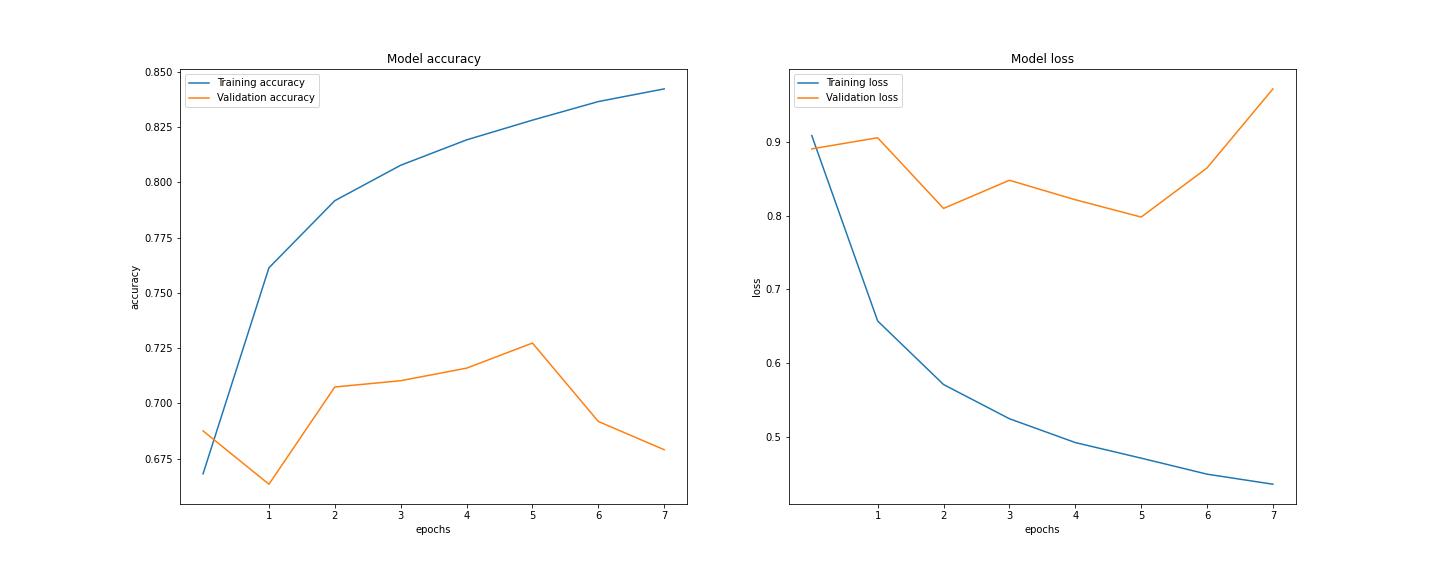 Model accuracy
Training accuracy
Validation accuracy
0.850
0.825
0.800
0.775
0.750
0.725
0.700
0.675
accuracy
1 2 3 4 5 6 7
epochs
Model loss
Training loss
Validation loss
0.9
0.8
0.7
0.6
0.5
loss
1 2 3 4 5 6 7
epochs